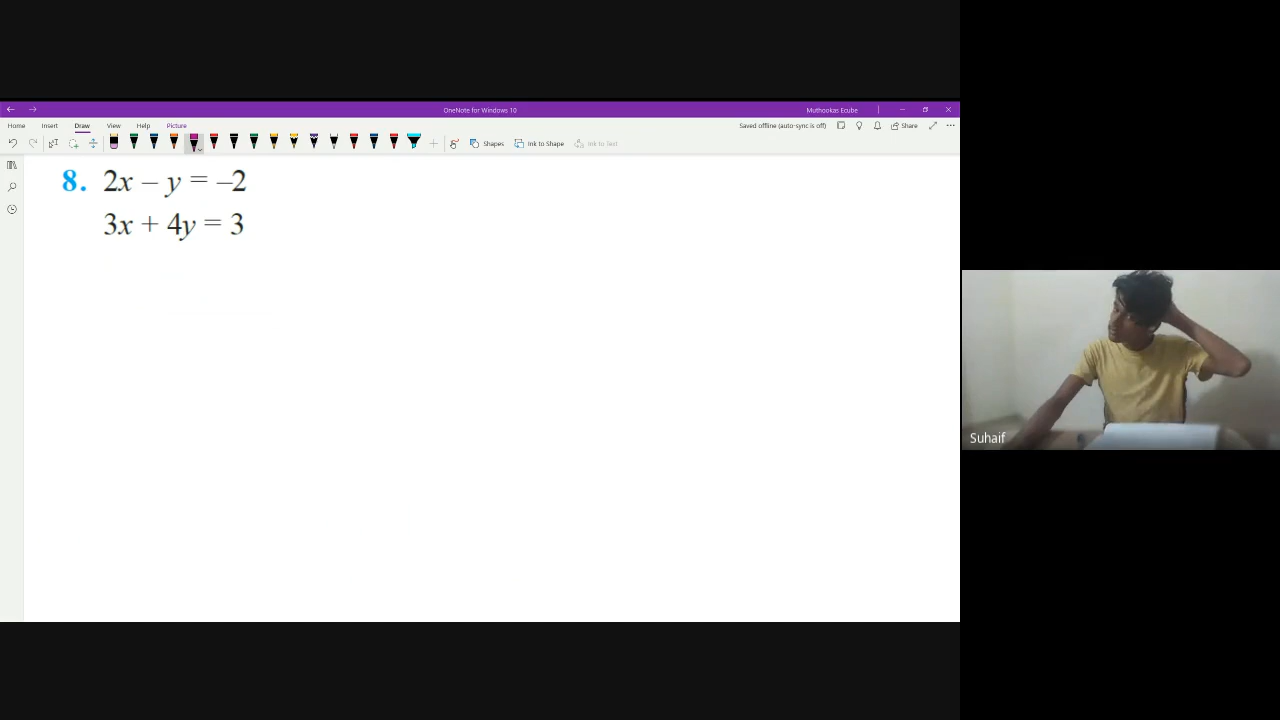 OneNote for Windows 10
Muthookas Ecube
Home Insert Draw View Help Picture
Saved offline (auto-sync is off) Share
Shapes Ink to Shape Ink to Text
8. 2x – y = –2
3x + 4y = 3
Suhaif